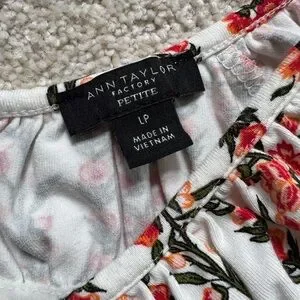 ANN TAYLOR
FACTORY
PETITE
LP
MADE IN
VIETNAM